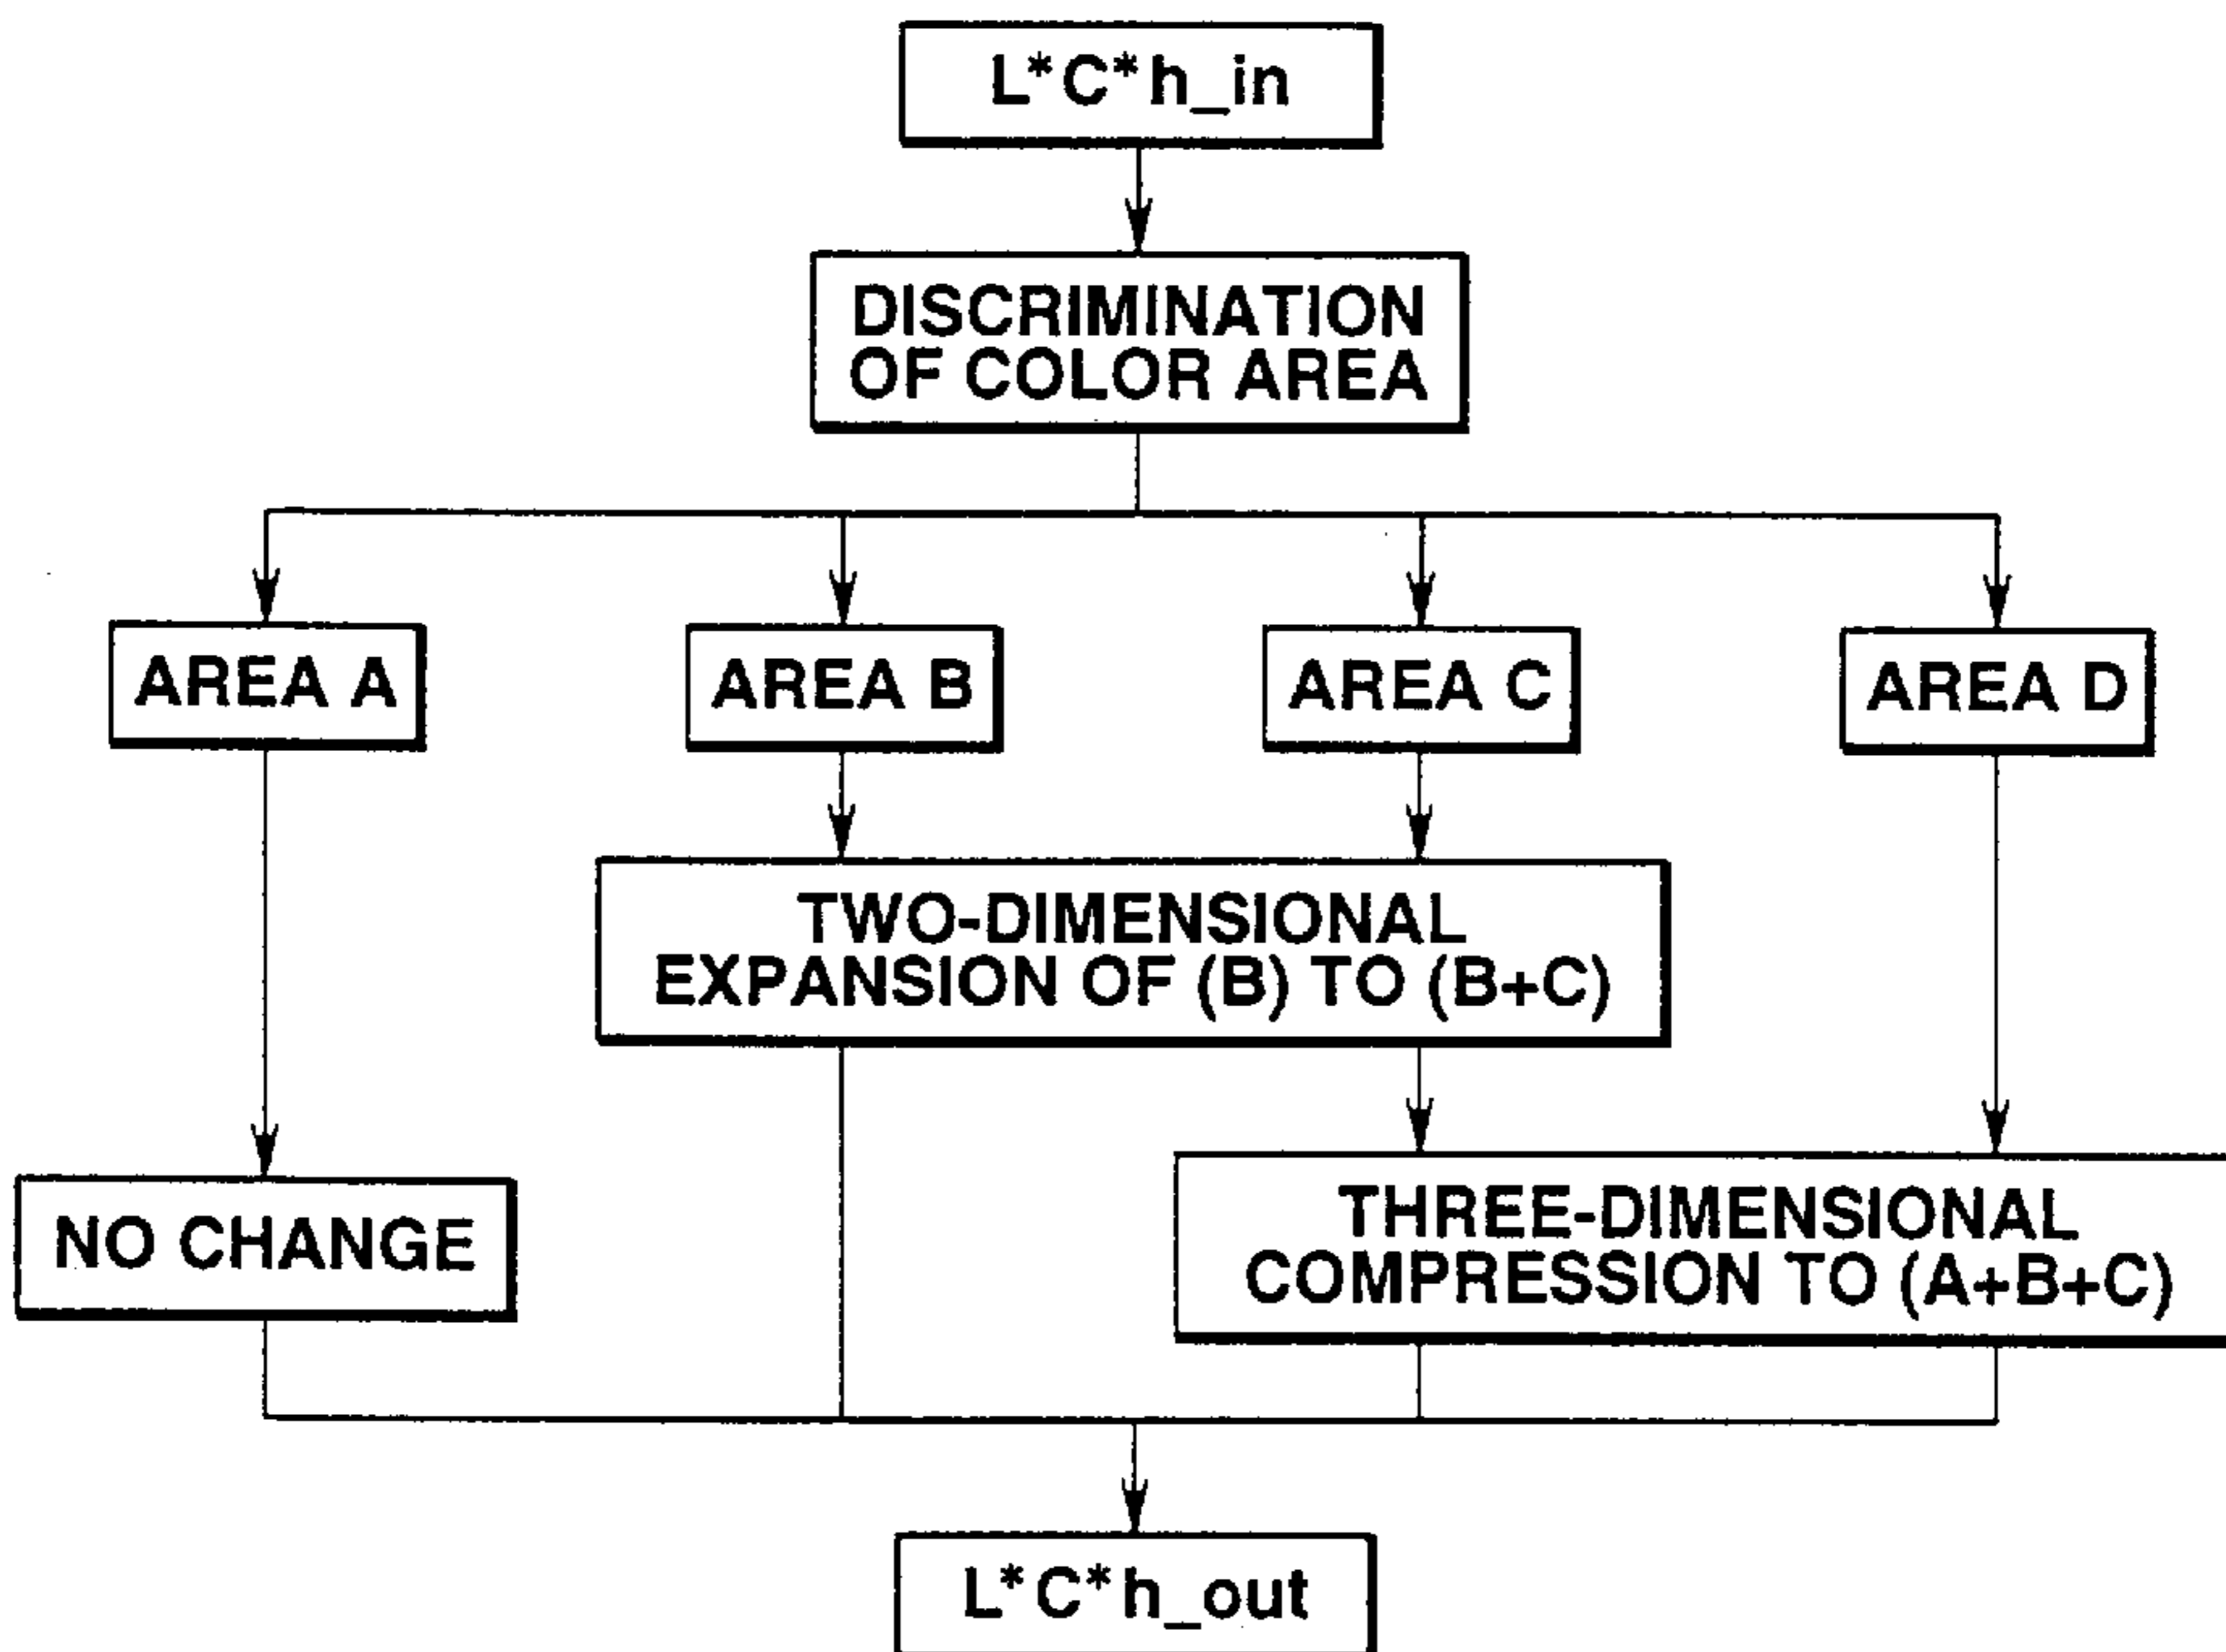 L*C*h_in
DISCRIMINATION
OF COLOR AREA
AREA A
AREA B
AREA C
AREA D
TWO-DIMENSIONAL
EXPANSION OF (B) TO (B+C)
NO CHANGE
THREE-DIMENSIONAL
COMPRESSION TO (A+B+C)
L*C*h_out